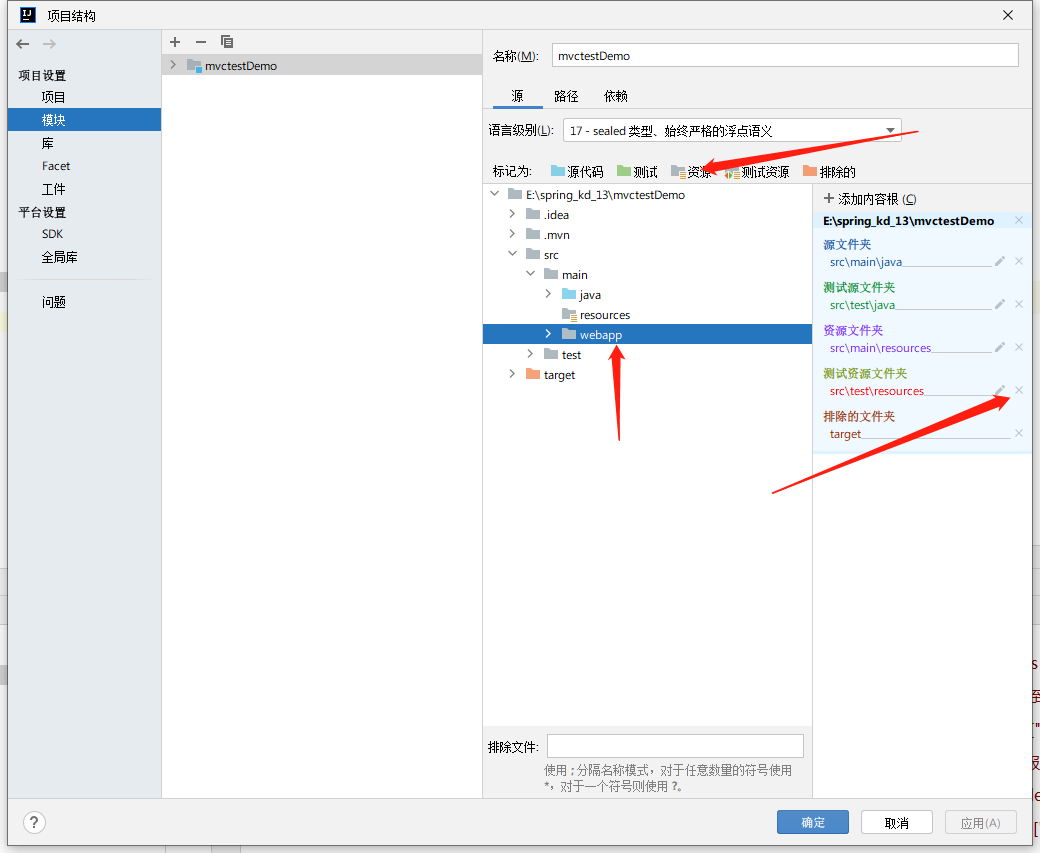 项目结构
项目设置
项目
模块
库
Facet
工件
平台设置
SDK
全局库
问题
mvctestDemo
名称(M):
mvctestDemo
源 路径 依赖
语言级别(L): 17 - sealed 类型、始终严格的浮点语义
标记为: 源代码 测试 资源 测试资源 排除的
E:\spring_kd_13\mvctestDemo
.idea
.mvn
src
main
java
resources
webapp
test
target
添加内容根 (C)
E:\spring_kd_13\mvctestDemo
源文件夹
src\main\java
测试源文件夹
src\test\java
资源文件夹
src\main\resources
测试资源文件夹
src\test\resources
排除的文件夹
target
排除文件:
使用 ; 分隔名称模式，对于任意数量的符号使用
*，对于一个符号则使用 ?。
?
确定 取消 应用(A)